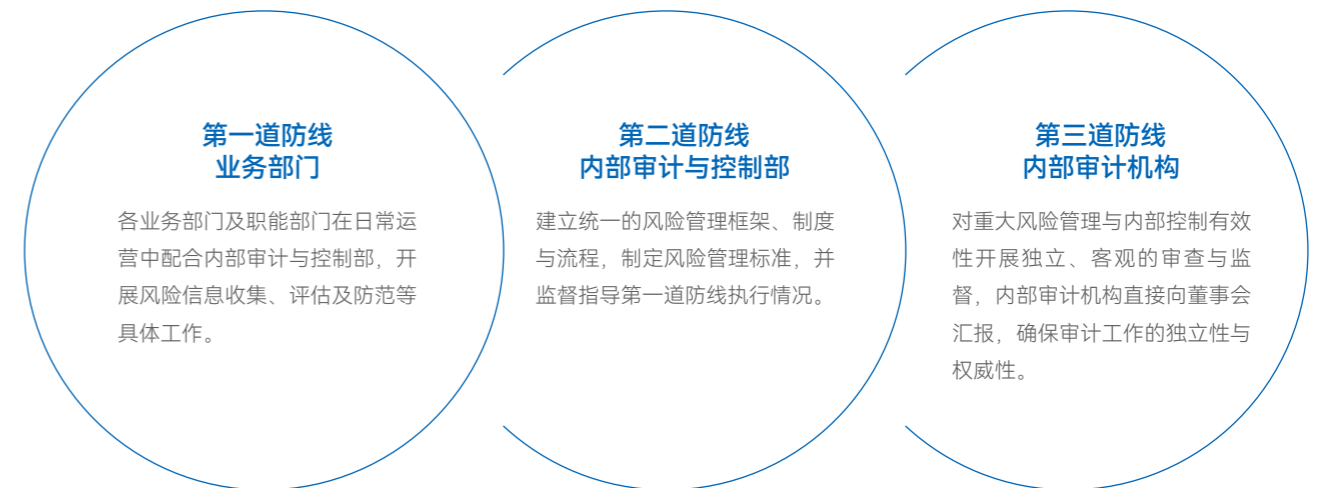 第一道防线
业务部门
各业务部门及职能部门在日常运
营中配合内部审计与控制部，开
展风险信息收集、评估及防范等
具体工作。
第二道防线
内部审计与控制部
建立统一的风险管理框架、制度
与流程，制定风险管理标准，并
监督指导第一道防线执行情况。
第三道防线
内部审计机构
对重大风险管理与内部控制有效
性开展独立、客观的审查与监
督，内部审计机构直接向董事会
汇报，确保审计工作的独立性与
权威性。